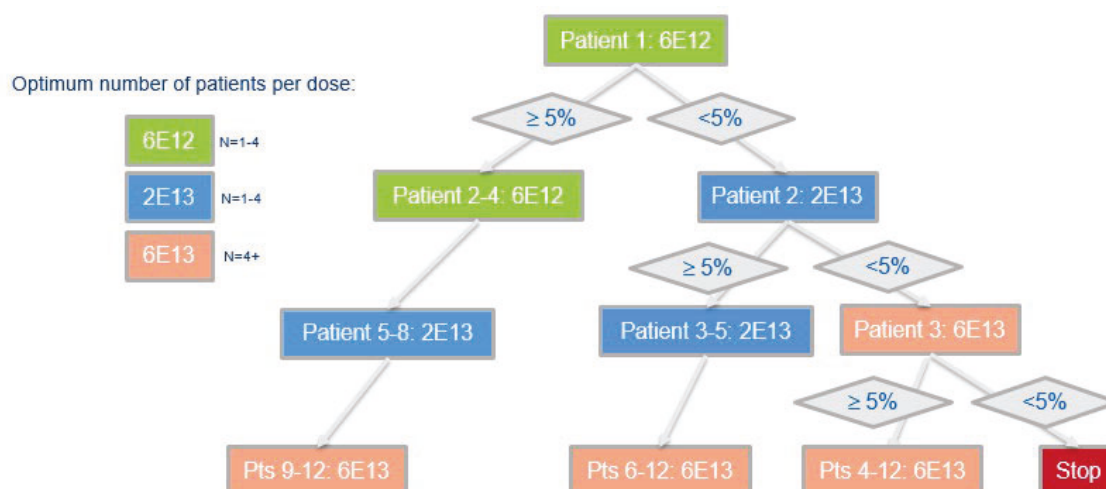 Patient 1: 6E12
Optimum number of patients per dose:
≥ 5%
<5%
6E12 N=1-4
2E13 N=1-4
6E13 N=4+
Patient 2-4: 6E12
Patient 2: 2E13
≥ 5%
<5%
Patient 5-8: 2E13
Patient 3-5: 2E13
Patient 3: 6E13
≥ 5%
<5%
Pts 9-12: 6E13
Pts 6-12: 6E13
Pts 4-12: 6E13
Stop